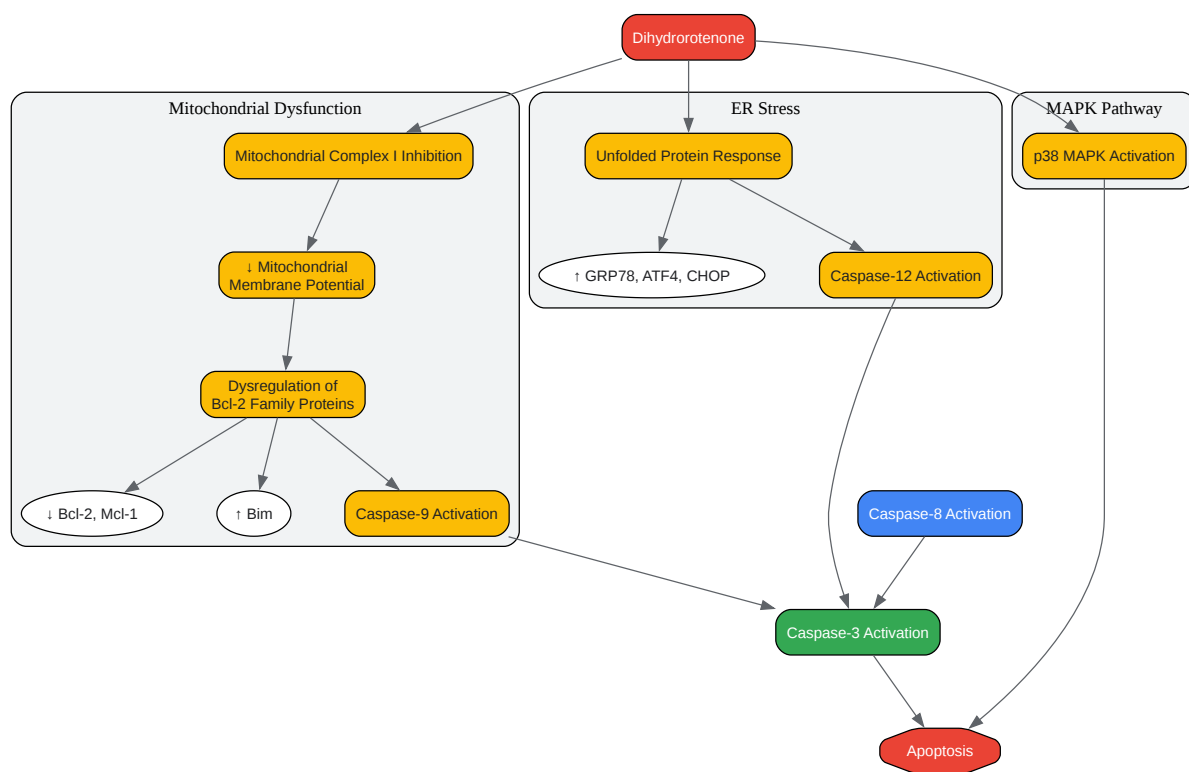 Dihydrorotenone
Mitochondrial Dysfunction
ER Stress
MAPK Pathway
Mitochondrial Complex I Inhibition
Unfolded Protein Response
p38 MAPK Activation
↓ Mitochondrial
Membrane Potential
↑ GRP78, ATF4, CHOP
Caspase-12 Activation
Dysregulation of
Bcl-2 Family Proteins
↓ Bcl-2, Mcl-1
↑ Bim
Caspase-9 Activation
Caspase-8 Activation
Caspase-3 Activation
Apoptosis